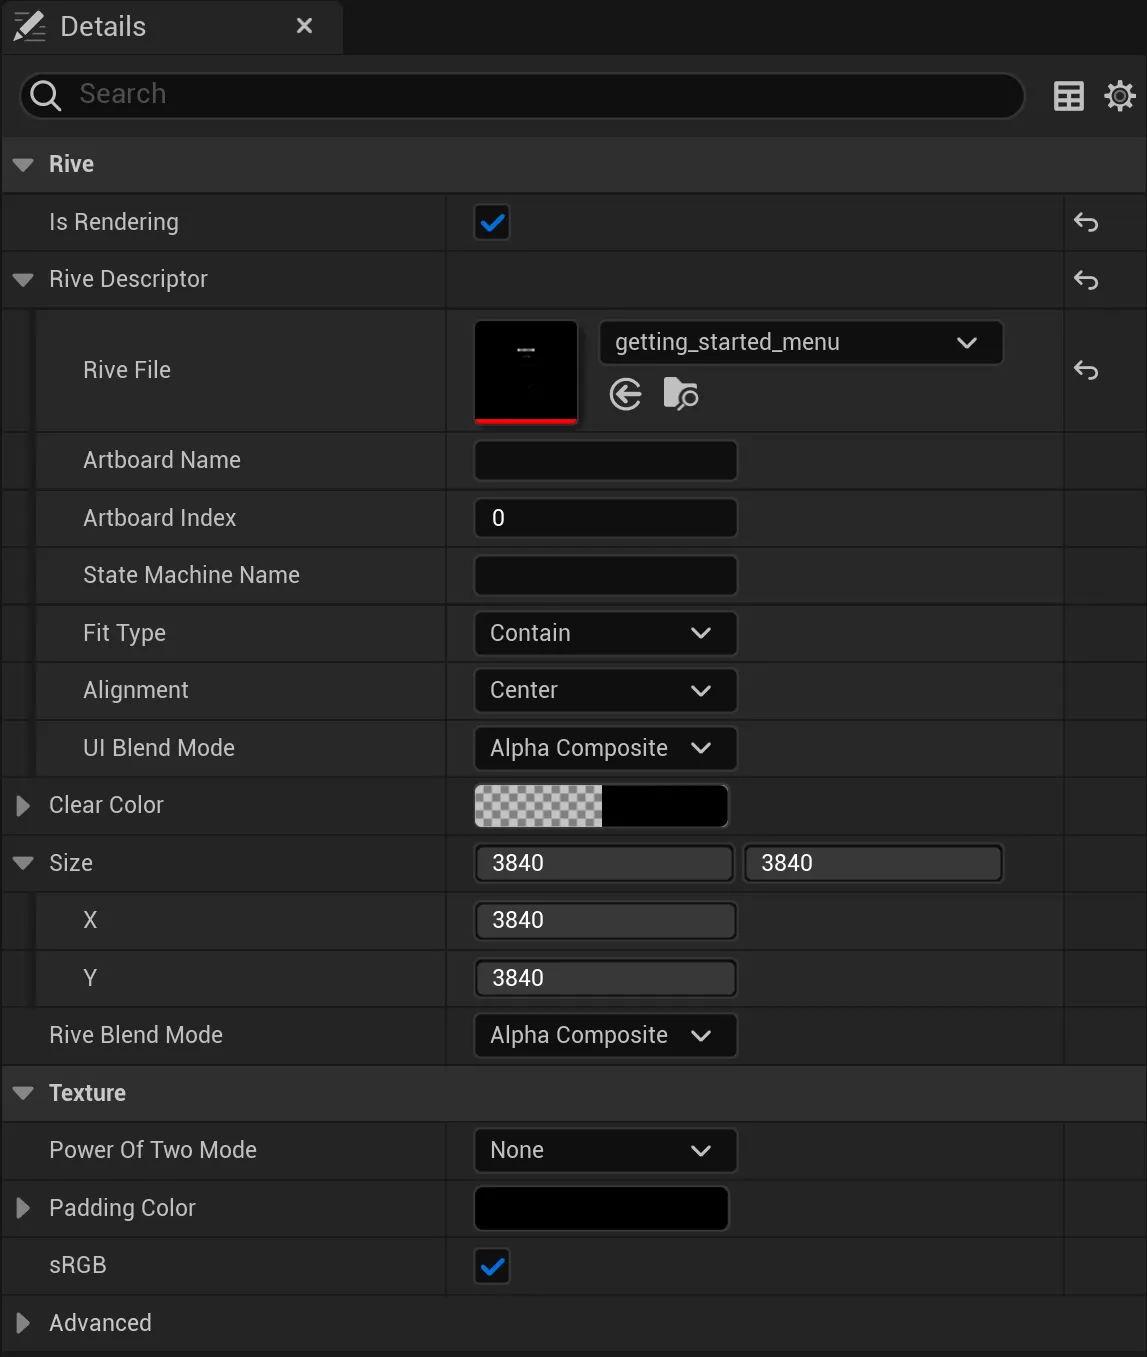 Details
Search
Rive
Is Rendering
Rive Descriptor
Rive File
getting_started_menu
Artboard Name
Artboard Index
0
State Machine Name
Fit Type
Contain
Alignment
Center
UI Blend Mode
Alpha Composite
Clear Color
Size
3840
3840
X
3840
Y
3840
Rive Blend Mode
Alpha Composite
Texture
Power Of Two Mode
None
Padding Color
sRGB
Advanced